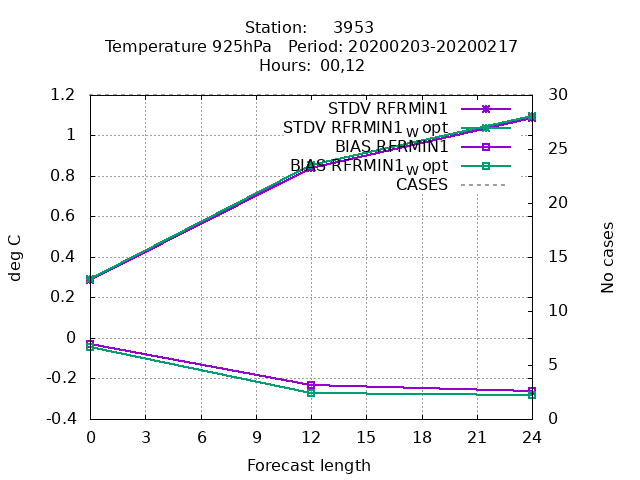 Station: 3953
Temperature 925hPa Period: 20200203-20200217
Hours: 00,12
1.2
1
0.8
0.6
0.4
0.2
0
-0.2
-0.4
deg C
STDV RFRMIN1
STDV RFRMIN1w opt
BIAS RFRMIN1
BIAS RFRMIN1w opt
CASES
30
25
20
15
10
5
0
No cases
0 3 6 9 12 15 18 21 24
Forecast length